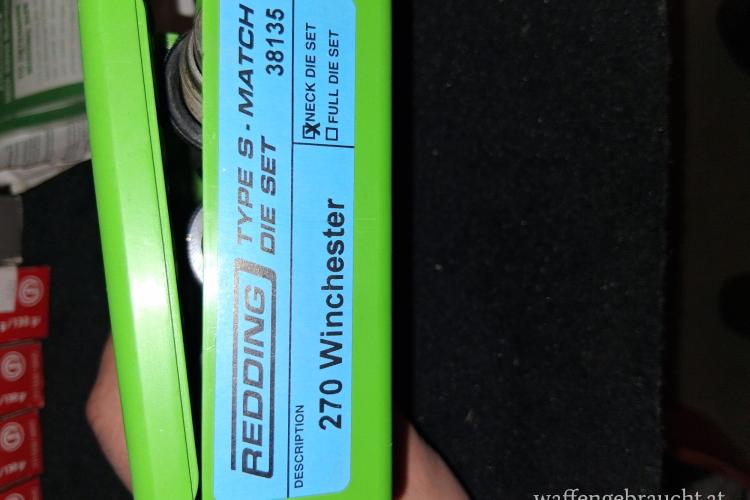 REDDING
TYPE S - MATCH
DIE SET 38135
DESCRIPTION
270 Winchester
NECK DIE SET
FULL DIE SET
waffengebraucht.at